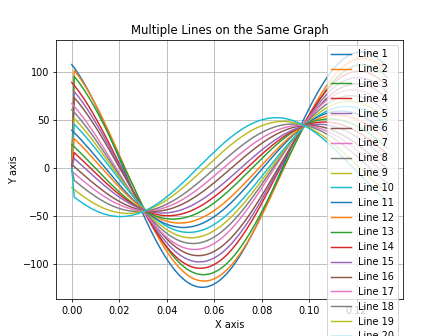 Multiple Lines on the Same Graph
Y axis
100
50
0
−50
−100
0.00
0.02
0.04
0.06
0.08
0.10
X axis
Line 1
Line 2
Line 3
Line 4
Line 5
Line 6
Line 7
Line 8
Line 9
Line 10
Line 11
Line 12
Line 13
Line 14
Line 15
Line 16
Line 17
Line 18
Line 19
Line 20